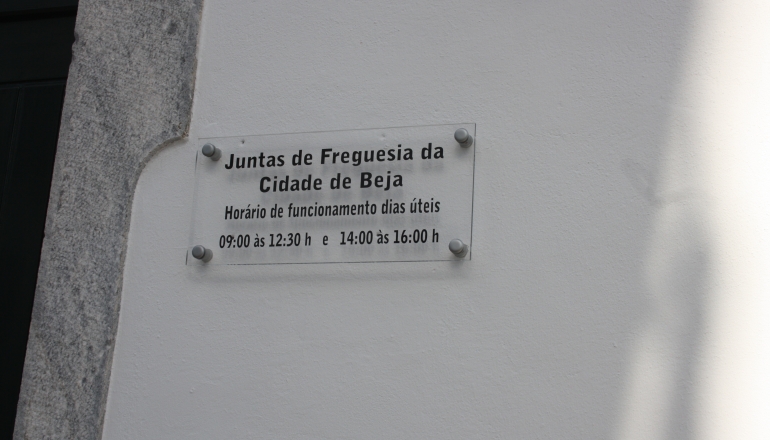 Juntas de Freguesia da
Cidade de Beja
Horário de funcionamento dias úteis
09:00 às 12:30 h e 14:00 às 16:00 h